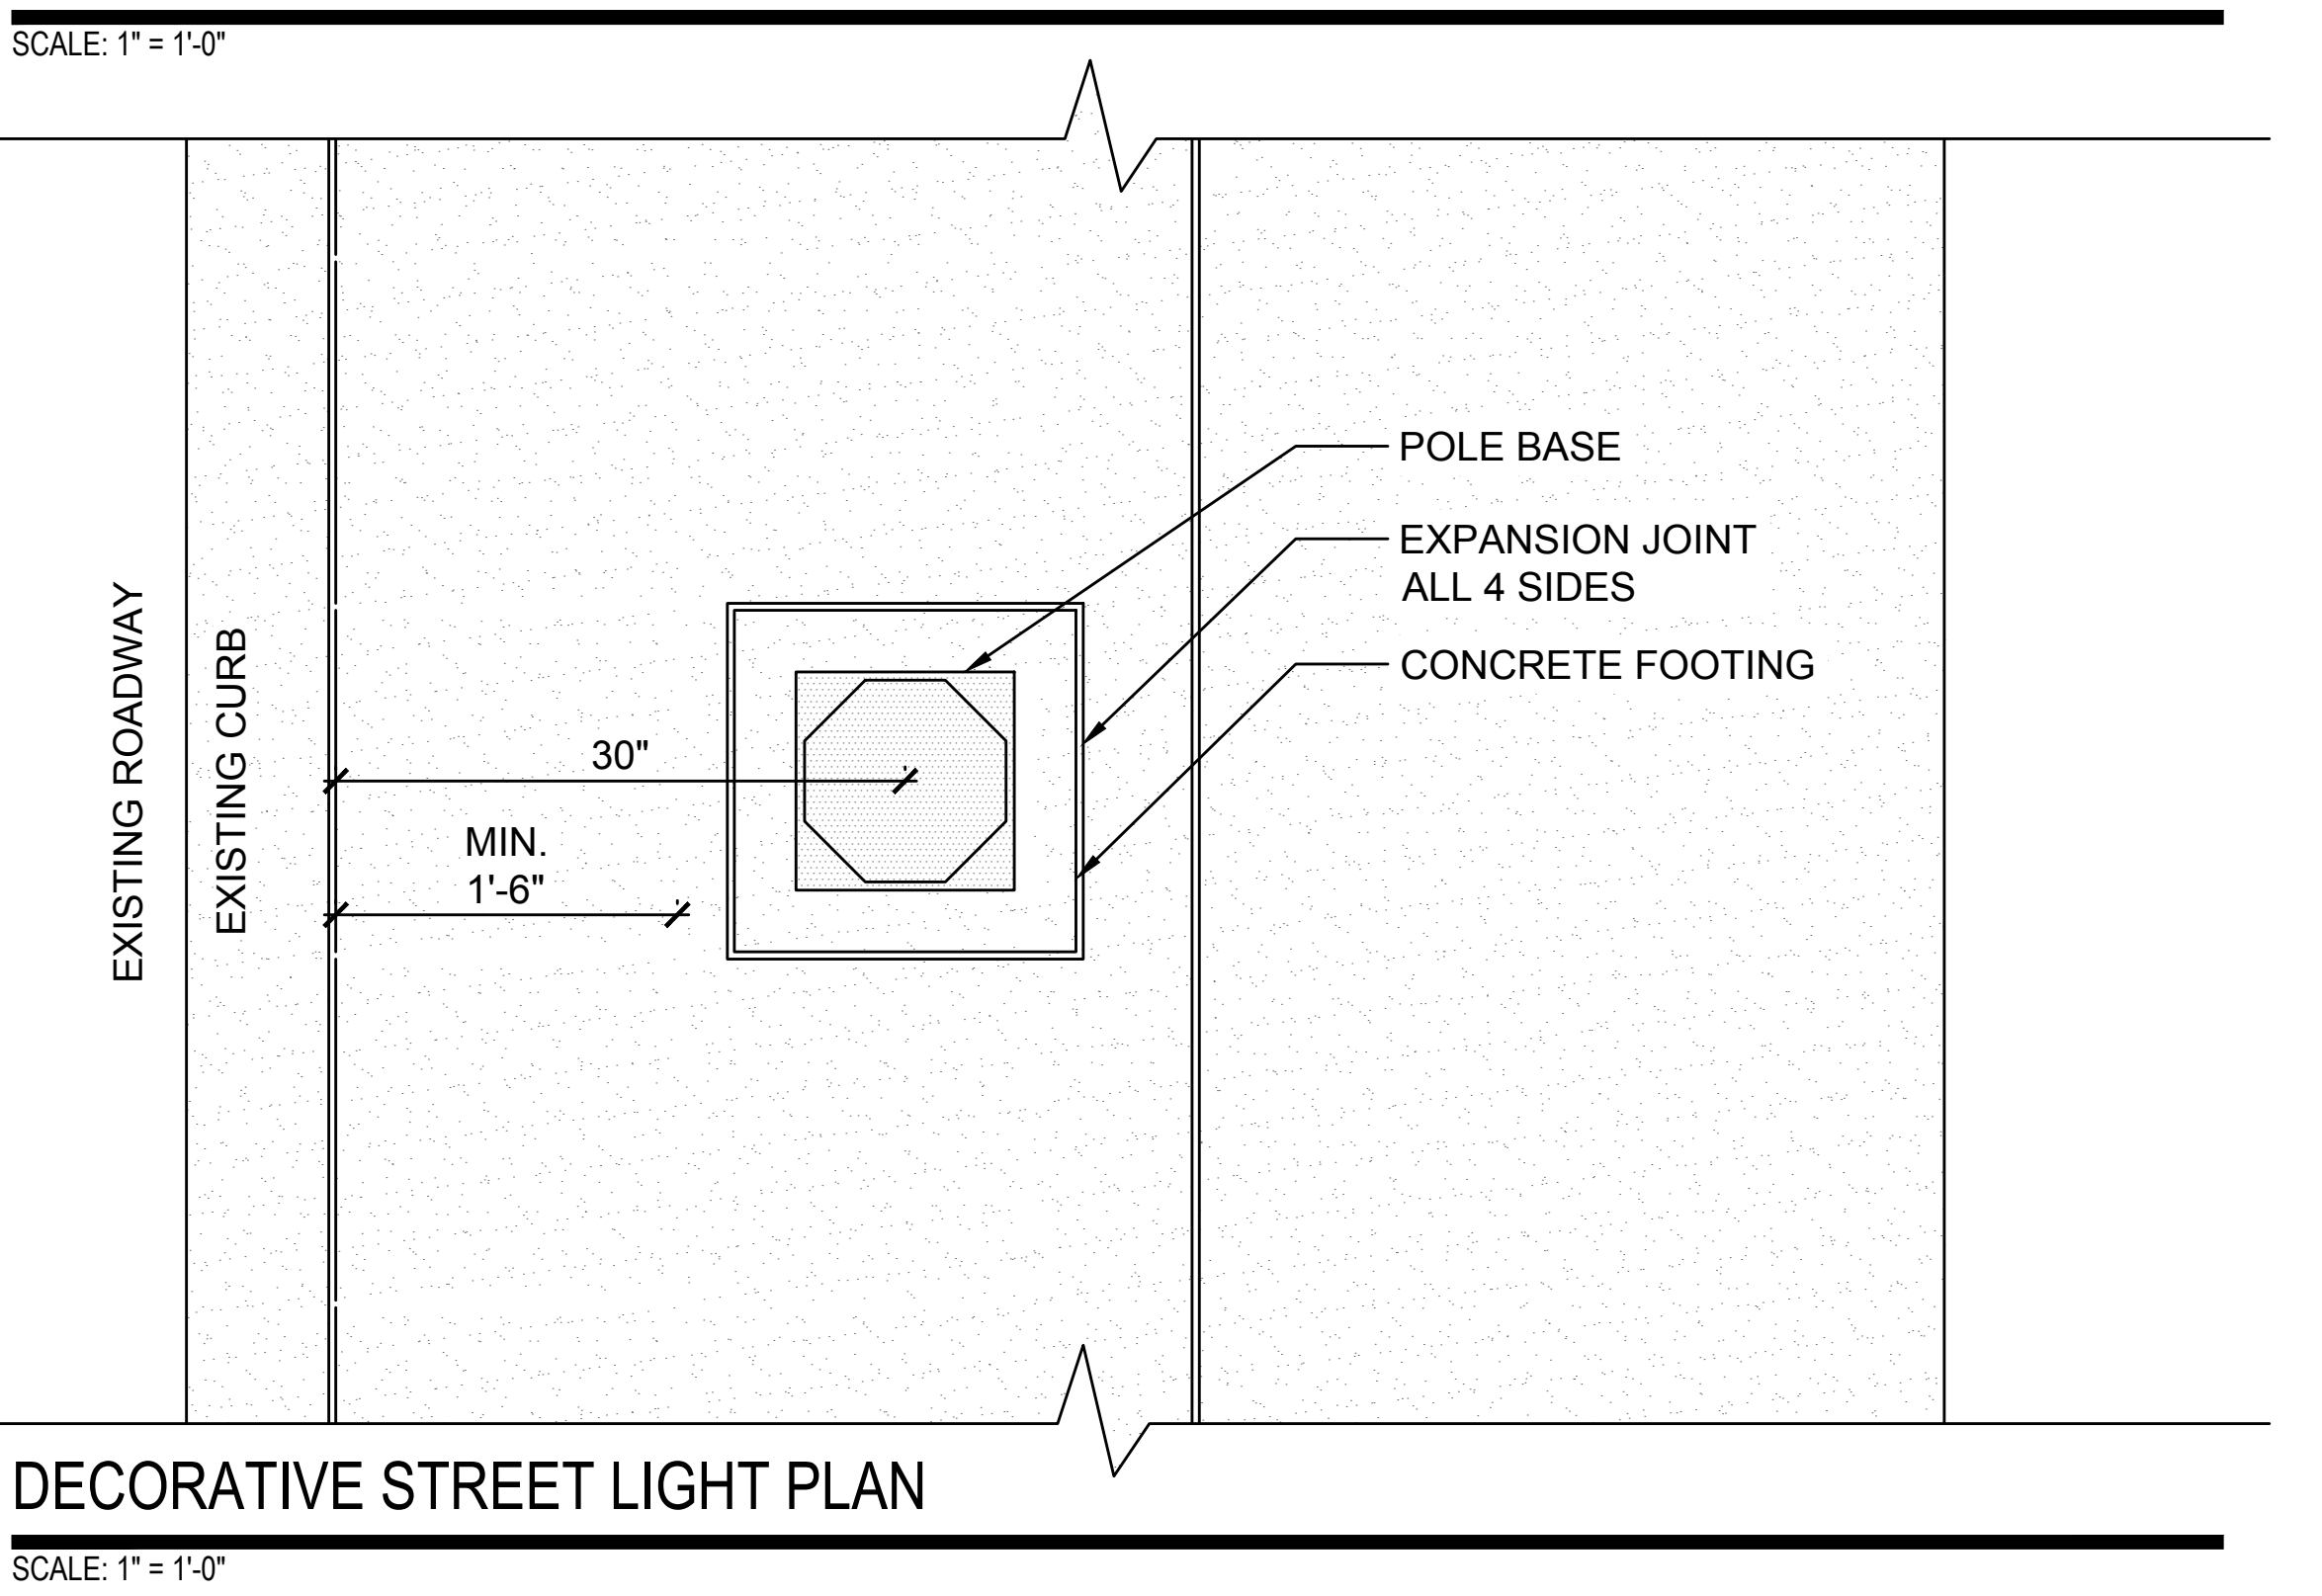 SCALE: 1" = 1'-0"
POLE BASE
EXPANSION JOINT
ALL 4 SIDES
CONCRETE FOOTING
EXISTING ROADWAY
EXISTING CURB
30"
MIN.
1'-6"
DECORATIVE STREET LIGHT PLAN
SCALE: 1" = 1'-0"